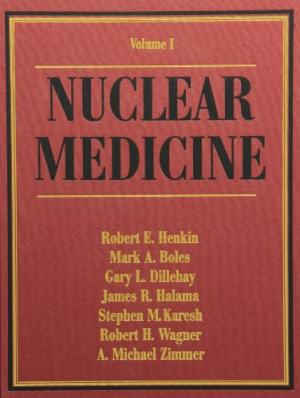 Volume I
NUCLEAR
MEDICINE
Robert E. Henkin
Mark A. Boles
Gary L. Dillehay
James R. Halama
Stephen M. Karesh
Robert H. Wagner
A. Michael Zimmer